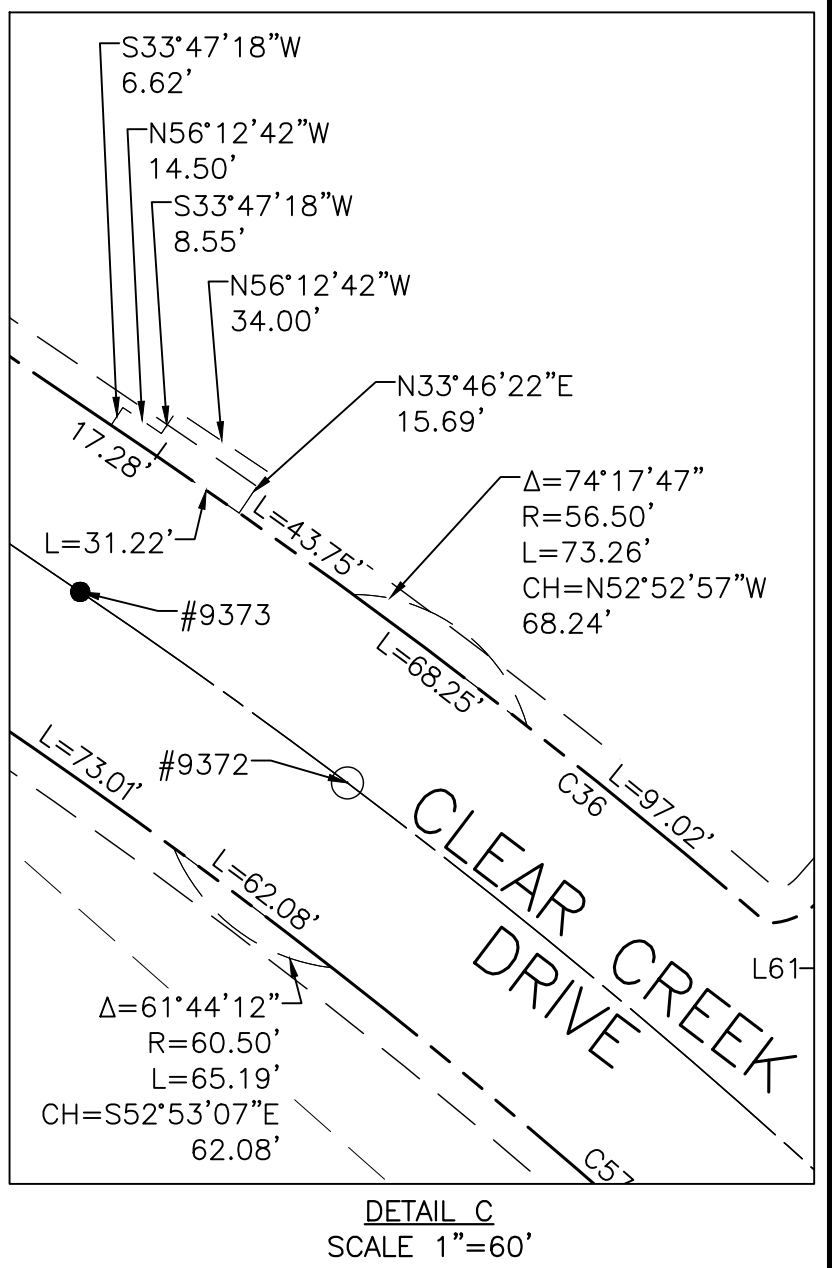 S33°47'18"W
6.62'
N56°12'42"W
14.50'
S33°47'18"W
8.55'
N56°12'42"W
34.00'
N33°46'22"E
15.69'
17.28'
L=43.75'
Δ=74°17'47"
R=56.50'
L=73.26'
CH=N52°52'57"W
68.24'
L=31.22'
#9373
L=68.25'
L=73.01'
#9372
C36
L=97.02'
L=62.08'
CLEAR CREEK
DRIVE
L61
Δ=61°44'12"
R=60.50'
L=65.19'
CH=S52°53'07"E
62.08'
C57
DETAIL C
SCALE 1"=60'